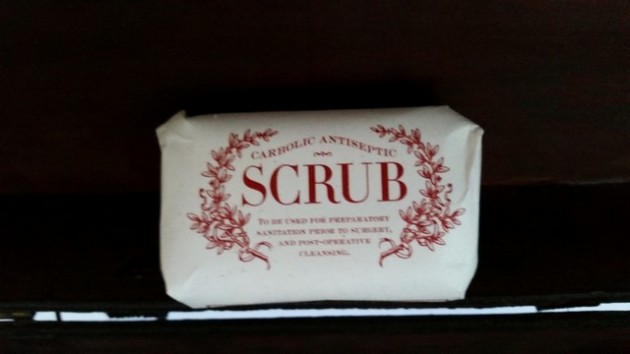 CARBOLIC ANTISEPTIC
SCRUB
TO BE USED FOR PREPARATORY
SANITATION PRIOR TO SURGERY,
AND POST-OPERATIVE
CLEANSING.